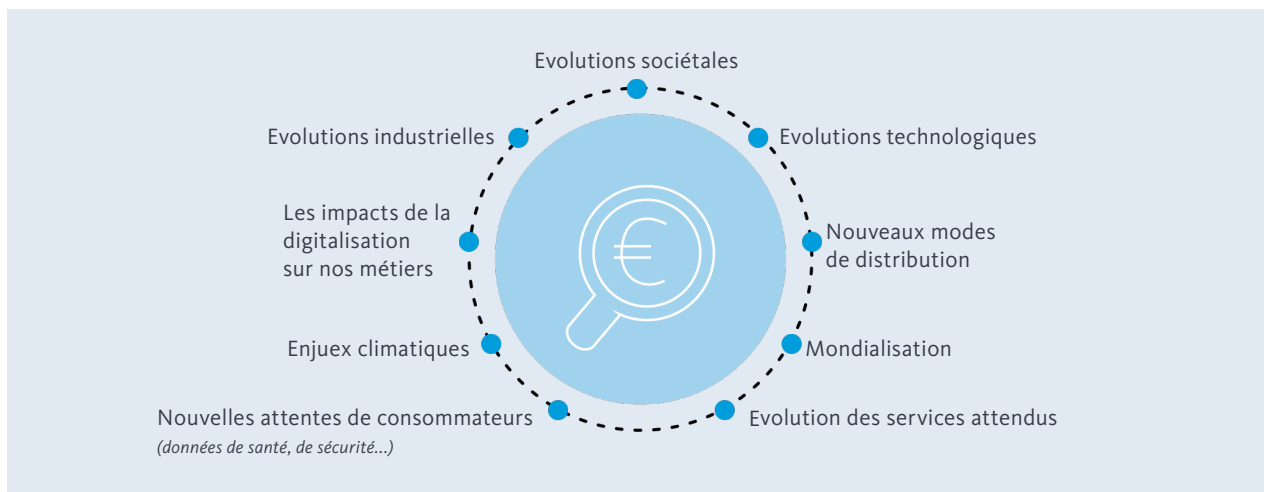 Evolutions sociétales
Evolutions industrielles
Evolutions technologiques
Les impacts de la
digitalisation
sur nos métiers
Nouveaux modes
de distribution
Enjuex climatiques
Mondialisation
Nouvelles attentes de consommateurs
(données de santé, de sécurité...)
Evolution des services attendus
€